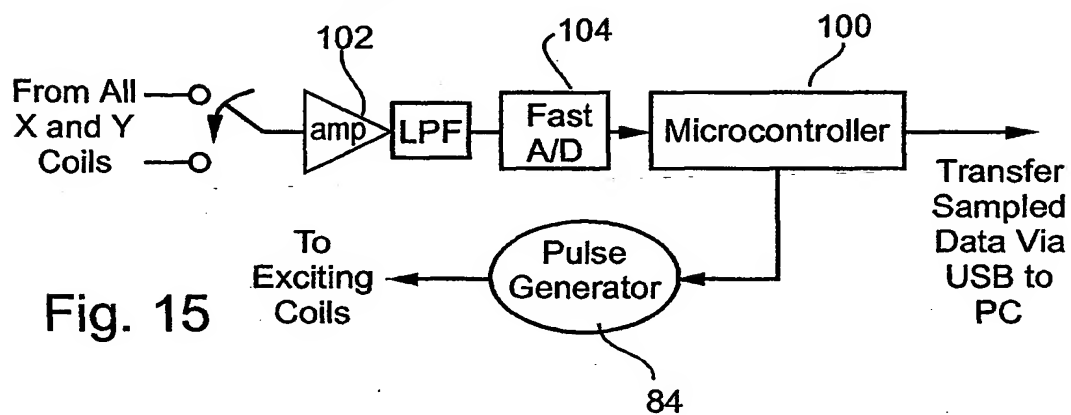 102
104
100
From All
X and Y
Coils
amp
LPF
Fast
A/D
Microcontroller
Transfer
Sampled
Data Via
USB to
PC
To
Exciting
Coils
Pulse
Generator
Fig. 15
84